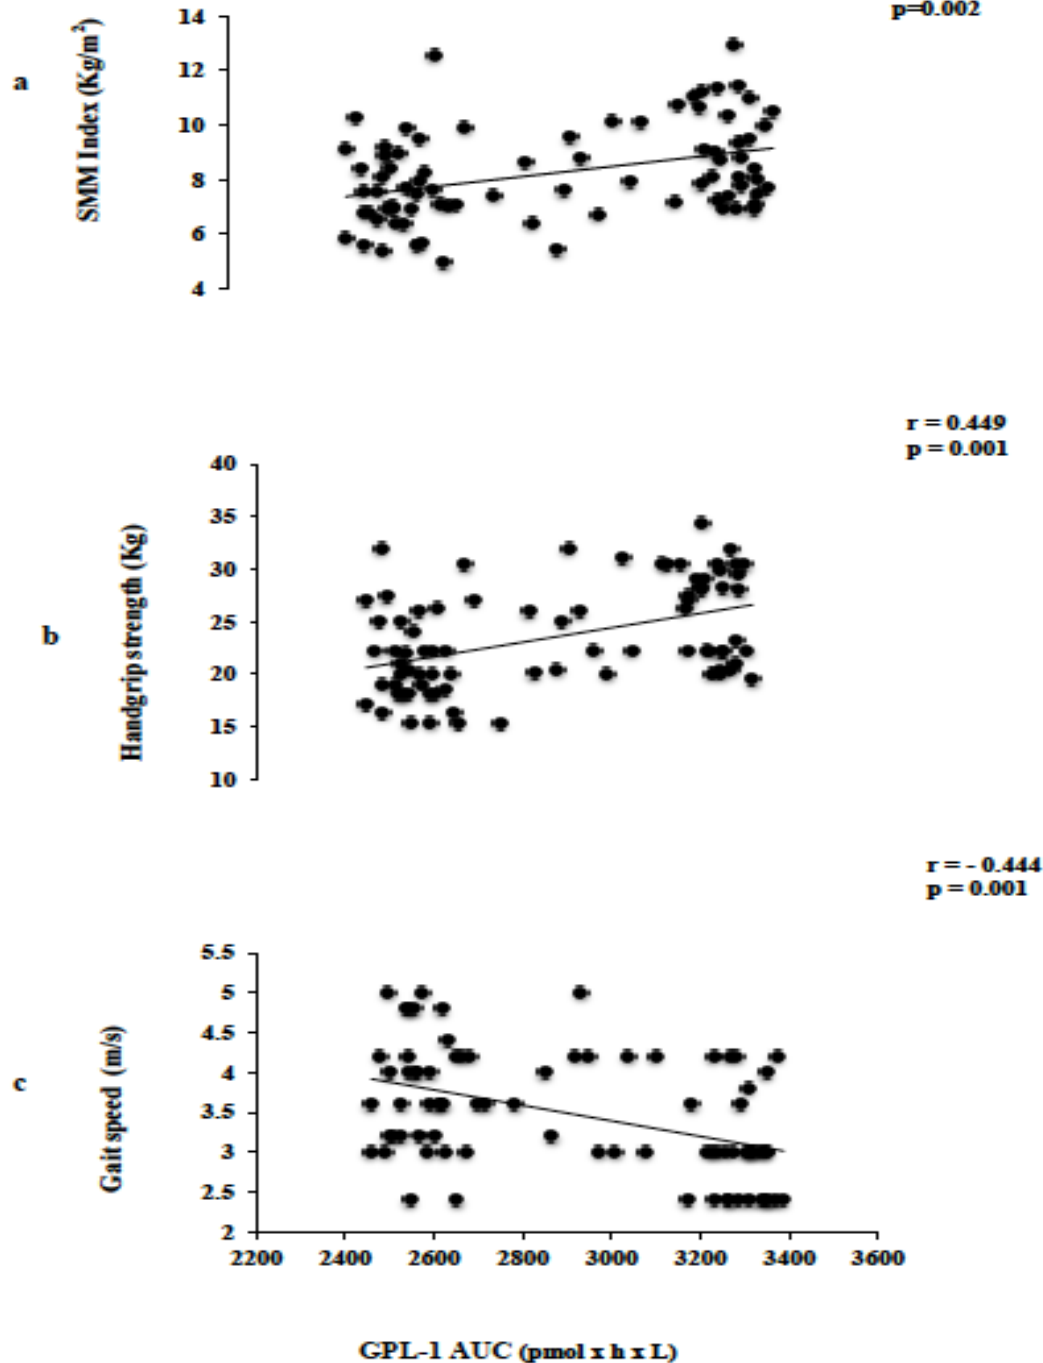 p=0.002
a
SMM Index (Kg/m²)
14
12
10
8
6
4
r = 0.449
p = 0.001
b
Handgrip strength (Kg)
40
35
30
25
20
15
10
r = - 0.444
p = 0.001
c
Gait speed (m/s)
5.5
5
4.5
4
3.5
3
2.5
2
2200 2400 2600 2800 3000 3200 3400 3600
GPL-1 AUC (pmol x h x L)